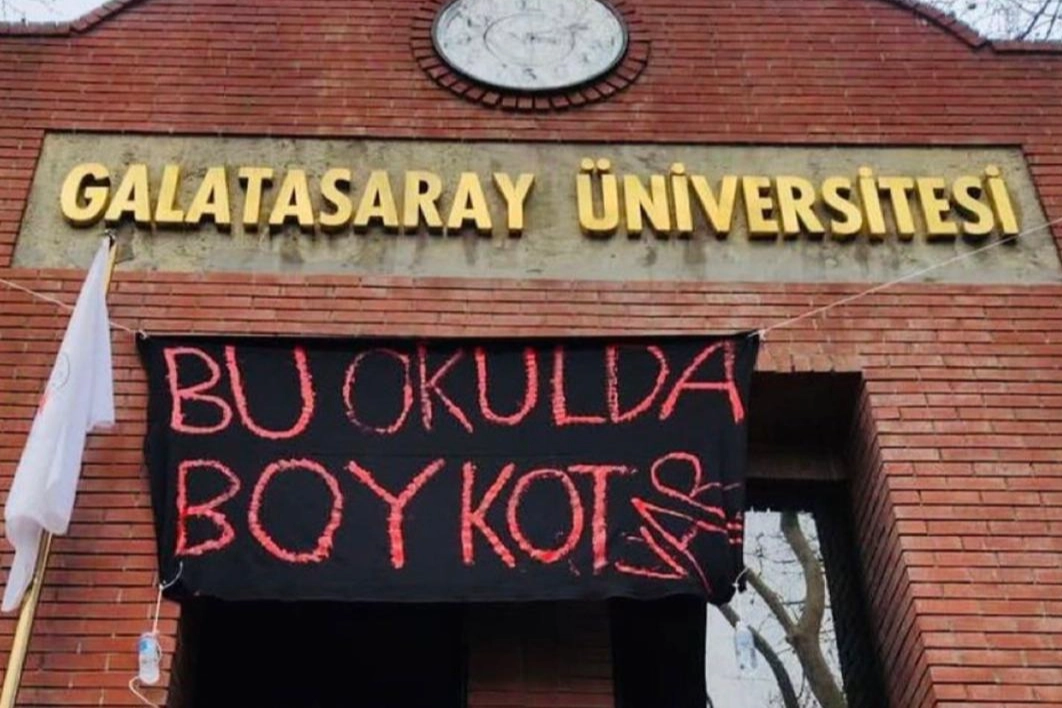 GALATASARAY ÜNİVERSİTESİ
BU OKULDA
BOYKOT VAR!!